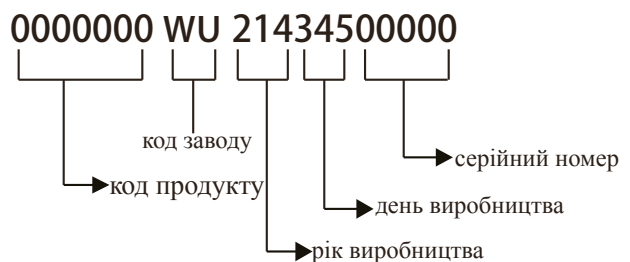 0000000 WU 21434500000
код заводу
серійний номер
код продукту
день виробництва
рік виробництва